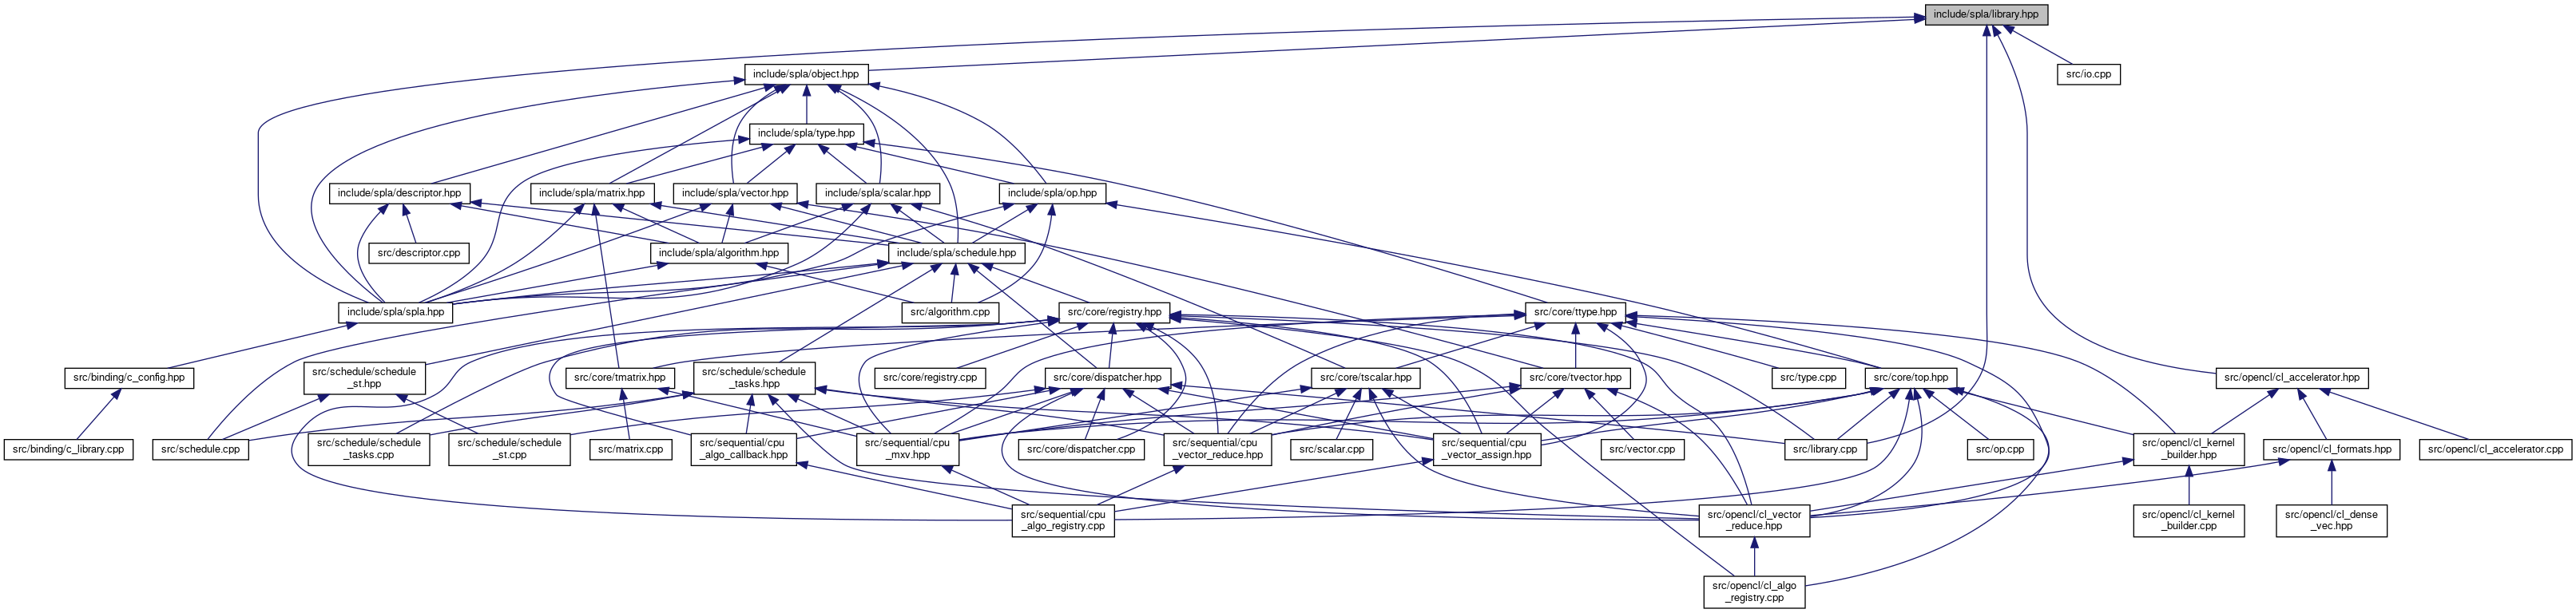 include/spla/library.hpp
include/spla/object.hpp
src/io.cpp
include/spla/type.hpp
include/spla/descriptor.hpp
include/spla/matrix.hpp
include/spla/vector.hpp
include/spla/scalar.hpp
include/spla/op.hpp
src/descriptor.cpp
include/spla/algorithm.hpp
include/spla/schedule.hpp
include/spla/spla.hpp
src/algorithm.cpp
src/core/registry.hpp
src/core/ttype.hpp
src/binding/c_config.hpp
src/schedule/schedule
_st.hpp
src/core/tmatrix.hpp
src/schedule/schedule
_tasks.hpp
src/core/registry.cpp
src/core/dispatcher.hpp
src/core/tscalar.hpp
src/core/tvector.hpp
src/type.cpp
src/core/top.hpp
src/opencl/cl_accelerator.hpp
src/binding/c_library.cpp
src/schedule.cpp
src/schedule/schedule
_tasks.cpp
src/schedule/schedule
_st.cpp
src/matrix.cpp
src/sequential/cpu
_algo_callback.hpp
src/sequential/cpu
_mxv.hpp
src/core/dispatcher.cpp
src/sequential/cpu
_vector_reduce.hpp
src/scalar.cpp
src/sequential/cpu
_vector_assign.hpp
src/vector.cpp
src/library.cpp
src/op.cpp
src/opencl/cl_kernel
_builder.hpp
src/opencl/cl_formats.hpp
src/opencl/cl_accelerator.cpp
src/sequential/cpu
_algo_registry.cpp
src/opencl/cl_vector
_reduce.hpp
src/opencl/cl_kernel
_builder.cpp
src/opencl/cl_dense
_vec.hpp
src/opencl/cl_algo
_registry.cpp